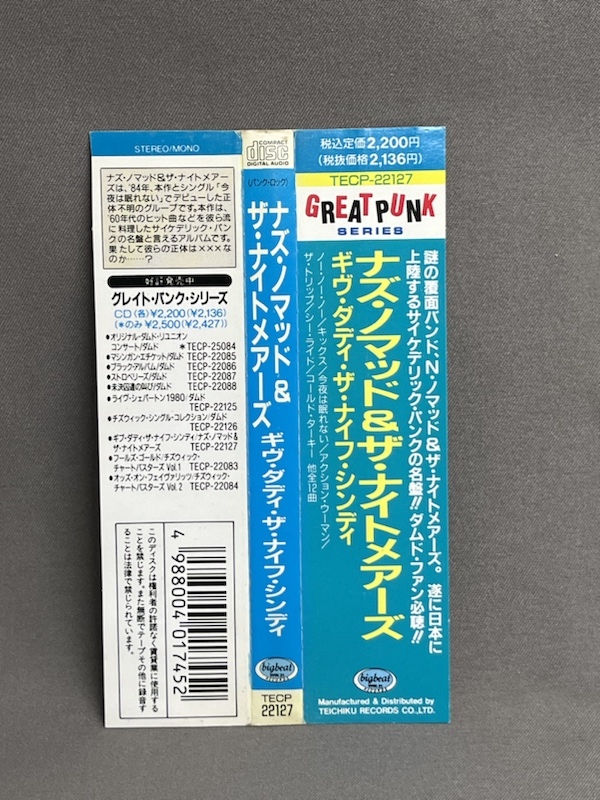 STEREO/MONO
ナズ・ノマッド&ザ・ナイトメアーズ
は、'84年、本作とシングル「今
夜は眠れない」でデビューした正
体不明のグループです。本作は、
'60年代のヒット曲などを彼ら流
に料理したサイケデリック・パン
クの名盤と言えるアルバムです。
果たして彼らの正体は×××な
のか……?
好評発売中
グレイト・パンク・シリーズ
CD(各)¥2,200(¥2,136)
(*のみ¥2,500(¥2,427))
●オリジナル・ダムド・リユニオン
コンサート/ダムド *TECP-25084
●マシンガン・エチケット/ダムド TECP-22085
●ブラック・アルバム/ダムド TECP-22086
●ストロベリーズ/ダムド TECP-22087
●未決囚達の叫び/ダムド TECP-22088
●ライヴ・シェパートン1980/ダムド
TECP-22125
●チズウィック・シングル・コレクション/ダムド
TECP-22126
●ギブ・ダディ・ザ・ナイフ・シンディ/ナズ・ノマッド&
ザ・ナイトメアーズ TECP-22127
●フールズ・ゴールド/チズウィック・
チャートバスターズ Vol.1 TECP-22083
●オッズ・オン・フェイヴァリッツ/チズウィック・
チャートバスターズ Vol.2 TECP-22084
このディスクは権利者の許諾なく賃貸業に使用する
ことを禁じます。また無断でテープその他に録音す
ることは法律で禁じられています。
4 988004 017452
COMPACT
disc
DIGITAL AUDIO
(パンク・ロック)
ナズ・ノマッド&
ザ・ナイトメアーズ
ギヴ・ダディ・ザ・ナイフ・シンディ
bigbeat
records
TECP
22127
税込定価2,200円
(税抜価格2,136円)
TECP-22127
GREAT PUNK
SERIES
謎の覆面バンド、N・ノマッド&ザ・ナイトメアーズ。遂に日本に
上陸するサイケデリック・パンクの名盤!!ダムド・ファン必聴!!
ナズ・ノマッド&ザ・ナイトメアーズ
ギヴ・ダディ・ザ・ナイフ・シンディ
ノー・ノー・ノー/キックス/今夜は眠れない/アクション・ウーマン/
ザ・トリップ/シー・ライド/コールド・ターキー 他全12曲
bigbeat
records
Manufactured & Distributed by
TEICHIKU RECORDS CO.,LTD.